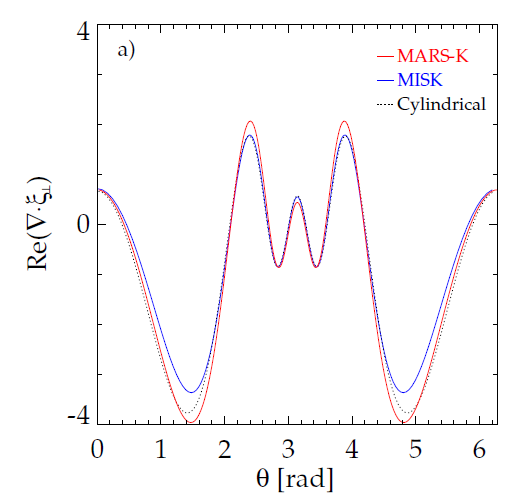 4
a)
MARS-K
MISK
Cylindrical
Re(∇·ξ⊥)
0
-4
0 1 2 3 4 5 6
θ [rad]